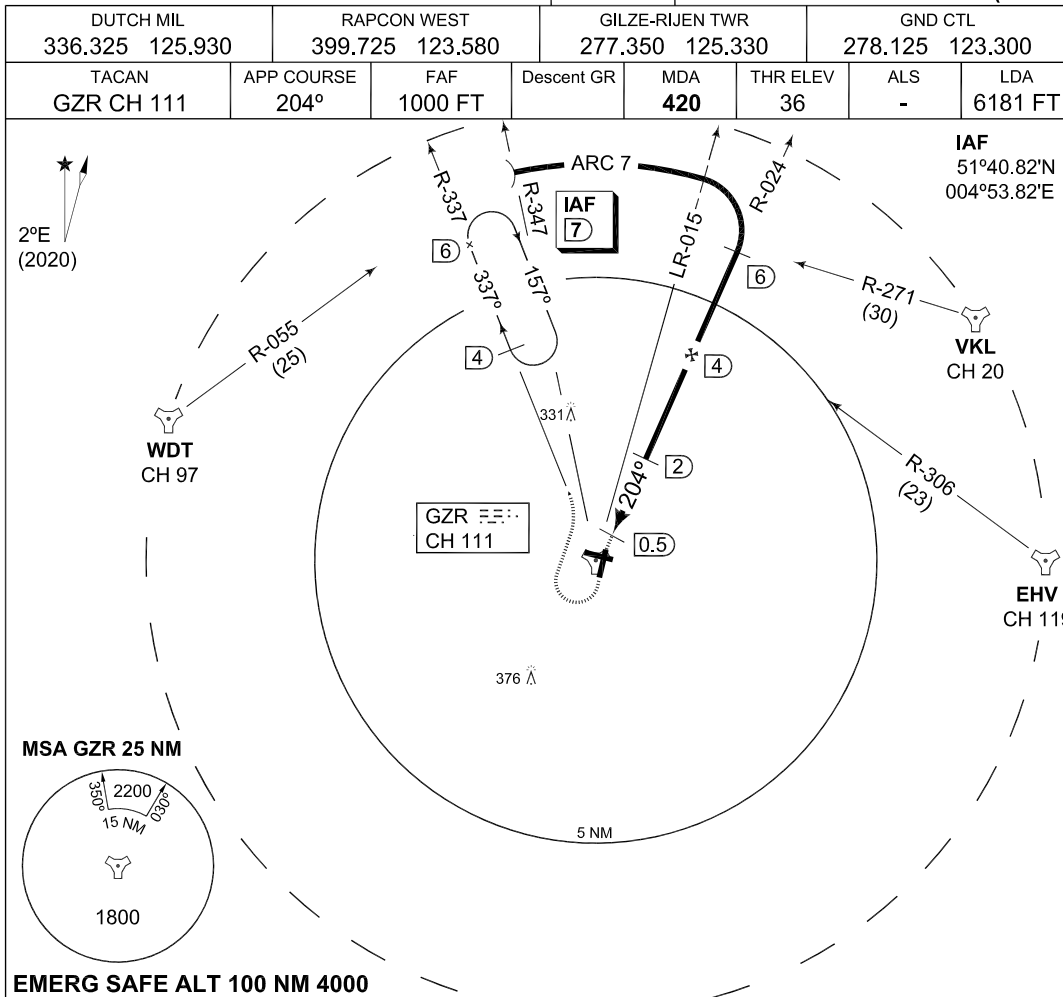 DUTCH MIL
336.325 125.930
RAPCON WEST
399.725 123.580
GILZE-RIJEN TWR
277.350 125.330
GND CTL
278.125 123.300
TACAN
GZR CH 111
APP COURSE
204º
FAF
1000 FT
Descent GR
MDA
420
THR ELEV
36
ALS
-
LDA
6181 FT
IAF
51º40.82'N
004º53.82'E
2ºE
(2020)
ARC 7
R-337
R-347
IAF
7
LR-015
R-024
6
337º
157º
6
R-055
(25)
R-271
(30)
VKL
CH 20
4
4
331
WDT
CH 97
2
204º
R-306
(23)
GZR
CH 111
0.5
EHV
CH 119
376
MSA GZR 25 NM
350º
2200
030º
15 NM
1800
5 NM
EMERG SAFE ALT 100 NM 4000